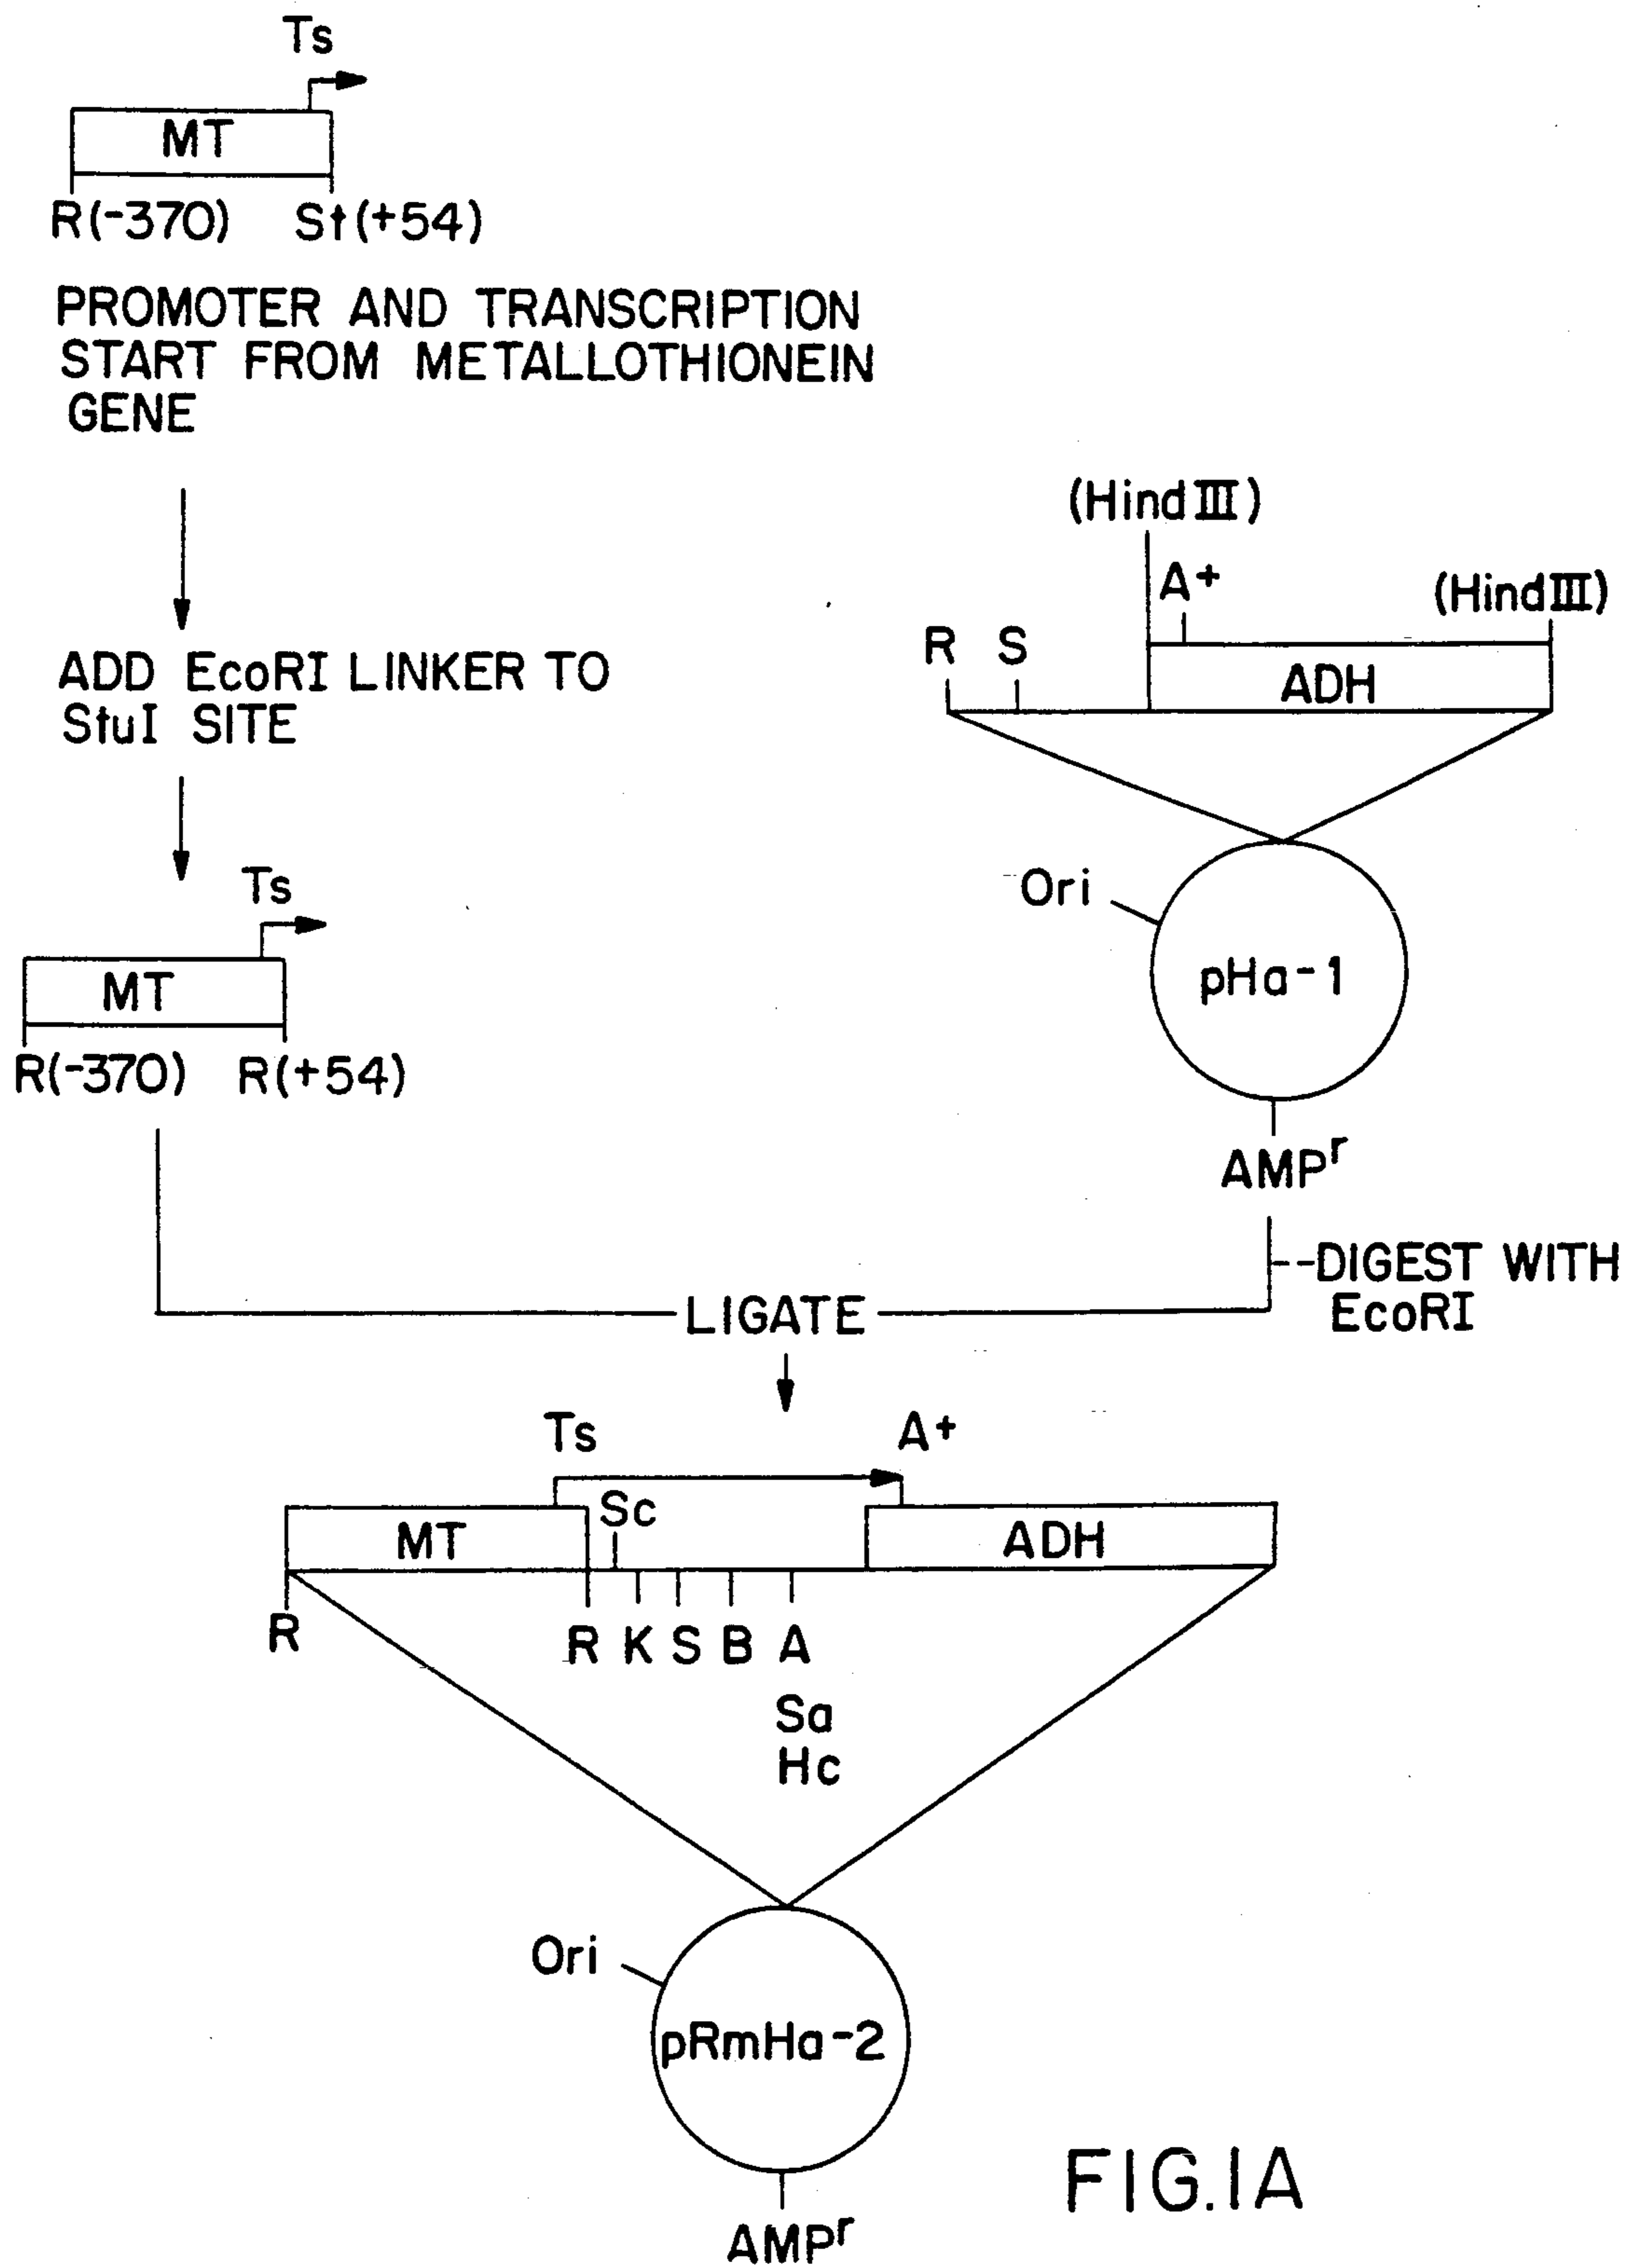 Ts
MT
R(-370) St(+54)
PROMOTER AND TRANSCRIPTION
START FROM METALLOTHIONEIN
GENE
ADD EcoRI LINKER TO
StuI SITE
Ts
MT
R(-370) R(+54)
(HindIII)
A+
(HindIII)
R S
ADH
Ori
pHa-1
AMPʳ
--DIGEST WITH
EcoRI
LIGATE
Ts A+
Sc
MT ADH
R
R K S B A
Sa
Hc
Ori
pRmHa-2
AMPʳ
FIG.1A